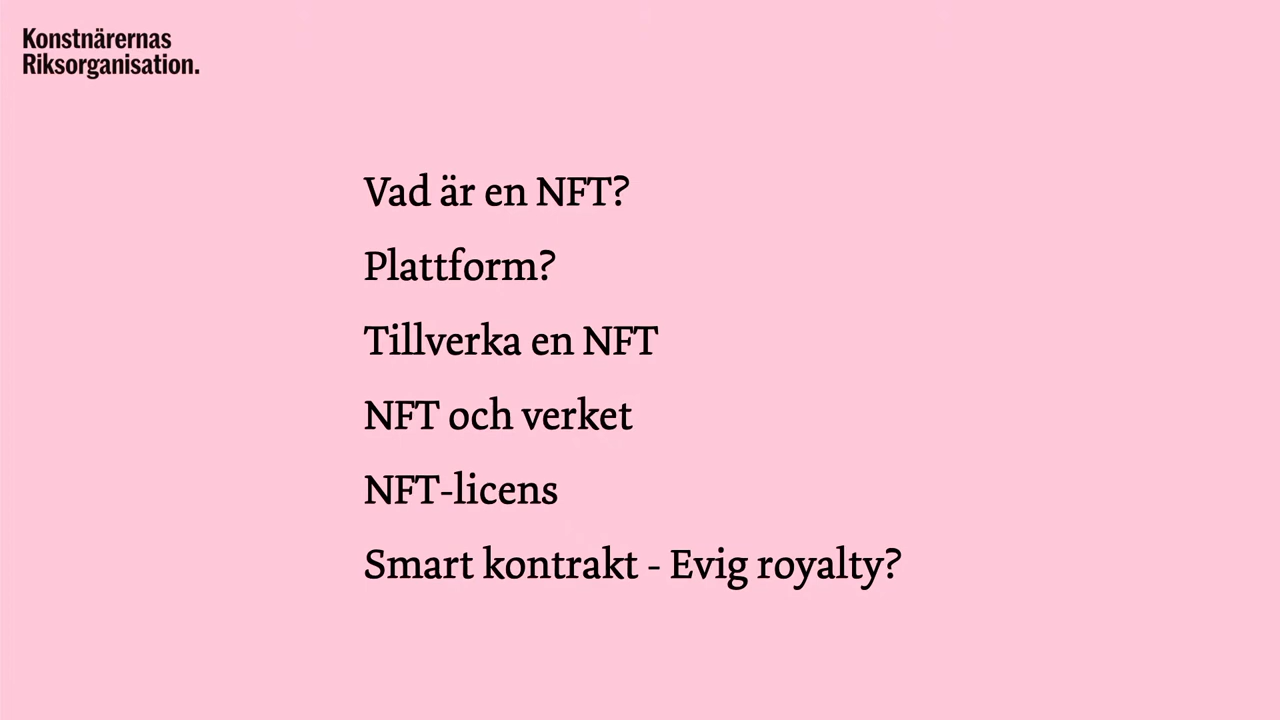 Konstnärernas
Riksorganisation.
Vad är en NFT?
Plattform?
Tillverka en NFT
NFT och verket
NFT-licens
Smart kontrakt - Evig royalty?